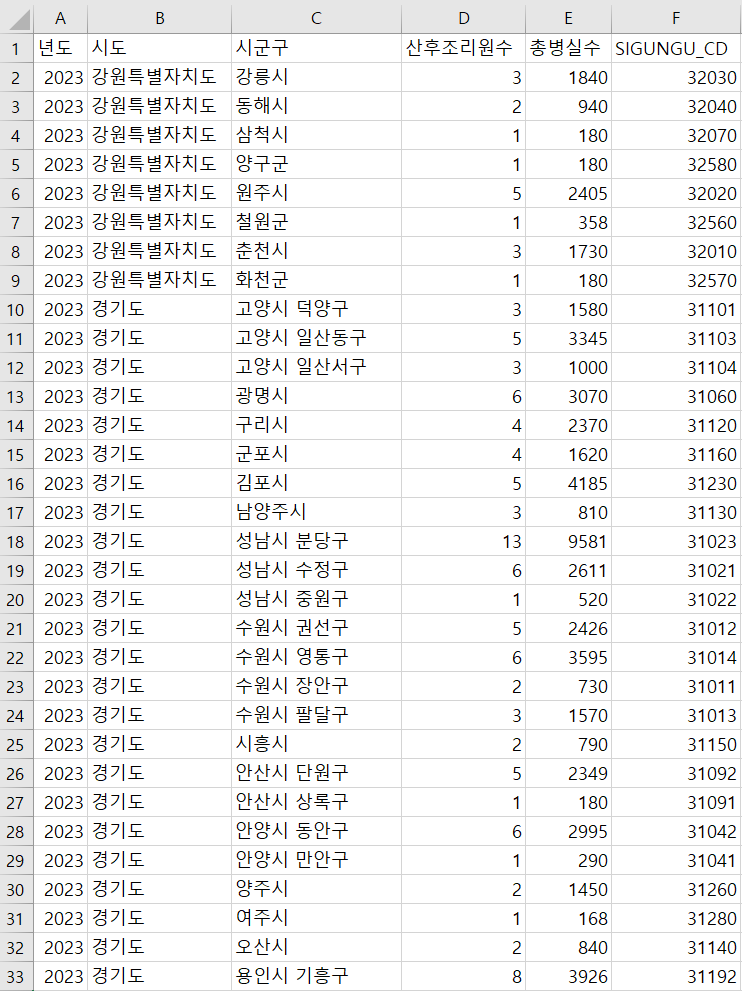 A B C D E F
1 년도 시도 시군구 산후조리원수 총병실수 SIGUNGU_CD
2 2023 강원특별자치도 강릉시 3 1840 32030
3 2023 강원특별자치도 동해시 2 940 32040
4 2023 강원특별자치도 삼척시 1 180 32070
5 2023 강원특별자치도 양구군 1 180 32580
6 2023 강원특별자치도 원주시 5 2405 32020
7 2023 강원특별자치도 철원군 1 358 32560
8 2023 강원특별자치도 춘천시 3 1730 32010
9 2023 강원특별자치도 화천군 1 180 32570
10 2023 경기도 고양시 덕양구 3 1580 31101
11 2023 경기도 고양시 일산동구 5 3345 31103
12 2023 경기도 고양시 일산서구 3 1000 31104
13 2023 경기도 광명시 6 3070 31060
14 2023 경기도 구리시 4 2370 31120
15 2023 경기도 군포시 4 1620 31160
16 2023 경기도 김포시 5 4185 31230
17 2023 경기도 남양주시 3 810 31130
18 2023 경기도 성남시 분당구 13 9581 31023
19 2023 경기도 성남시 수정구 6 2611 31021
20 2023 경기도 성남시 중원구 1 520 31022
21 2023 경기도 수원시 권선구 5 2426 31012
22 2023 경기도 수원시 영통구 6 3595 31014
23 2023 경기도 수원시 장안구 2 730 31011
24 2023 경기도 수원시 팔달구 3 1570 31013
25 2023 경기도 시흥시 2 790 31150
26 2023 경기도 안산시 단원구 5 2349 31092
27 2023 경기도 안산시 상록구 1 180 31091
28 2023 경기도 안양시 동안구 6 2995 31042
29 2023 경기도 안양시 만안구 1 290 31041
30 2023 경기도 양주시 2 1450 31260
31 2023 경기도 여주시 1 168 31280
32 2023 경기도 오산시 2 840 31140
33 2023 경기도 용인시 기흥구 8 3926 31192